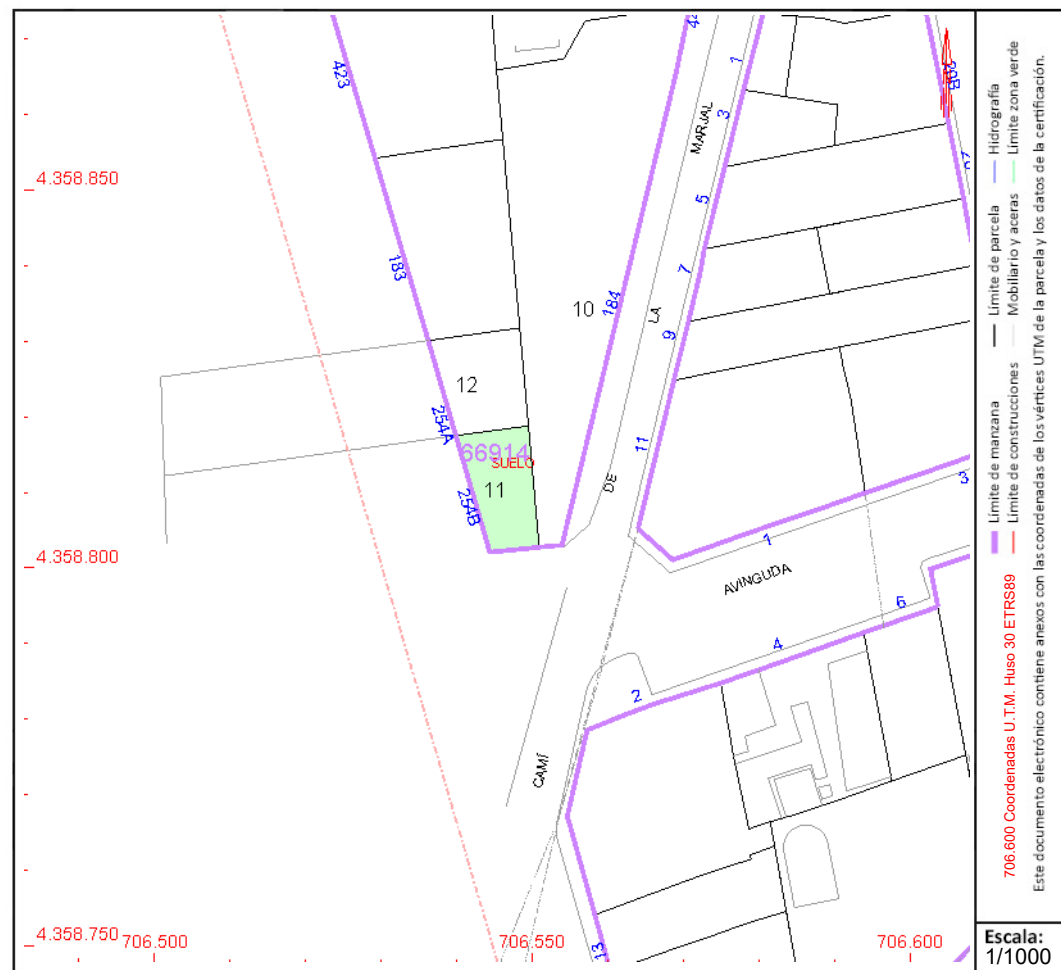 423
44
1
3
MARJAL
4.358.850
5
183
7
10
184
LA
9
12
254A
66914
SUELO
11
11
254B
DE
3
1
4.358.800
AVINGUDA
6
4
2
CAMÍ
13
4.358.750
706.500
706.550
706.600
Hidrografía
Límite zona verde
Límite de parcela
Mobiliario y aceras
Límite de manzana
Límite de construcciones
706.600 Coordenadas U.T.M. Huso 30 ETRS89
Este documento electrónico contiene anexos con las coordenadas de los vértices UTM de la parcela y los datos de la certificación.
Escala:
1/1000